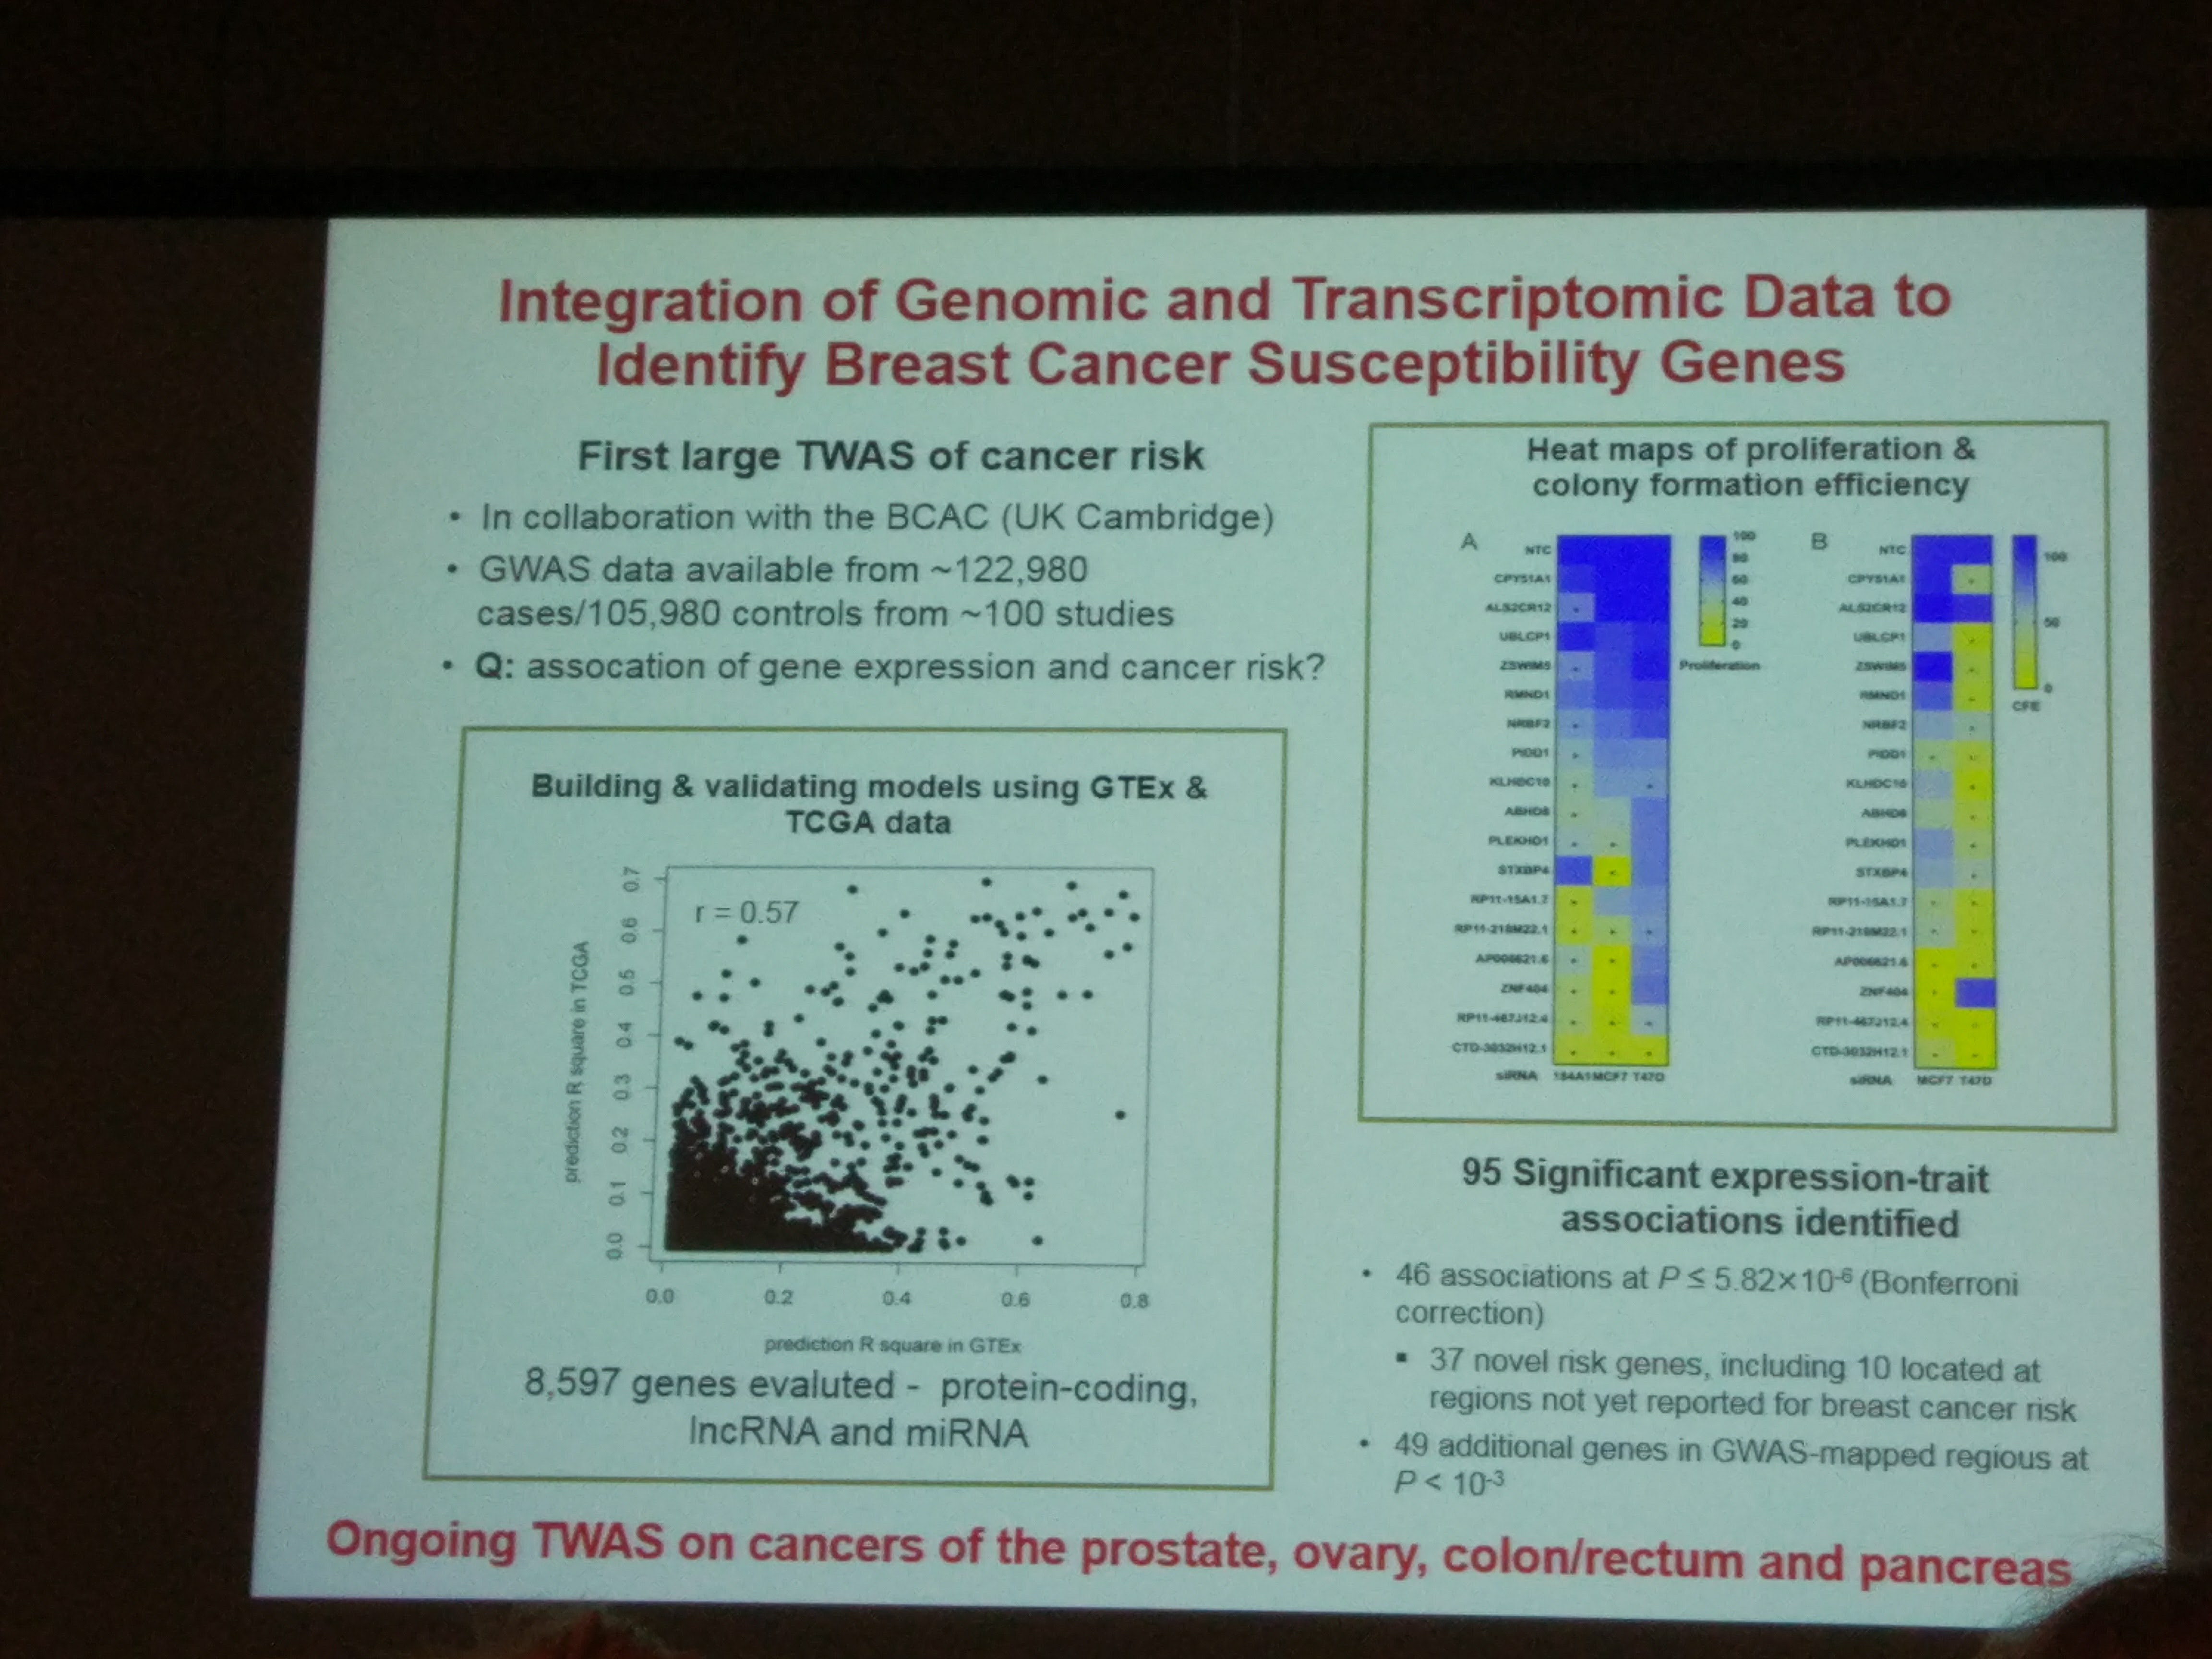 Integration of Genomic and Transcriptomic Data to
Identify Breast Cancer Susceptibility Genes
First large TWAS of cancer risk
• In collaboration with the BCAC (UK Cambridge)
• GWAS data available from ~122,980
cases/105,980 controls from ~100 studies
• Q: assocation of gene expression and cancer risk?
Building & validating models using GTEx &
TCGA data
r = 0.57
prediction R square in TCGA
0.7
0.6
0.5
0.4
0.3
0.2
0.1
0.0
0.0 0.2 0.4 0.6 0.8
prediction R square in GTEx
8,597 genes evaluted - protein-coding,
lncRNA and miRNA
Heat maps of proliferation &
colony formation efficiency
A
NTC
CPY51A1
ALS2CR12
UBLCP1
ZSWIM5
RMND1
NRBF2
PIDD1
KLHDC10
ABHD8
PLEKHD1
STXBP4
RP11-15A1.7
RP11-218M22.1
AP006621.6
ZNF404
RP11-467J12.4
CTD-3032H12.1
siRNA 184A1 MCF7 T47D
100
80
60
40
20
0
Proliferation
B
NTC
CPY51A1
ALS2CR12
UBLCP1
ZSWIM5
RMND1
NRBF2
PIDD1
KLHDC10
ABHD8
PLEKHD1
STXBP4
RP11-15A1.7
RP11-218M22.1
AP006621.6
ZNF404
RP11-467J12.4
CTD-3032H12.1
siRNA MCF7 T47D
100
50
0
CFE
95 Significant expression-trait
associations identified
• 46 associations at P ≤ 5.82×10⁻⁶ (Bonferroni
correction)
▪ 37 novel risk genes, including 10 located at
regions not yet reported for breast cancer risk
• 49 additional genes in GWAS-mapped regious at
P < 10⁻³
Ongoing TWAS on cancers of the prostate, ovary, colon/rectum and pancreas